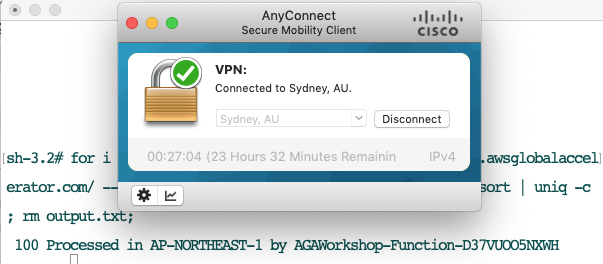 AnyConnect
Secure Mobility Client
CISCO
VPN:
Connected to Sydney, AU.
Sydney, AU
Disconnect
00:27:04 (23 Hours 32 Minutes Remainin
IPv4
sh-3.2# for i .awsglobalaccel
erator.com/ -- sort | uniq -c
; rm output.txt;
100 Processed in AP-NORTHEAST-1 by AGAWorkshop-Function-D37VUOO5NXWH